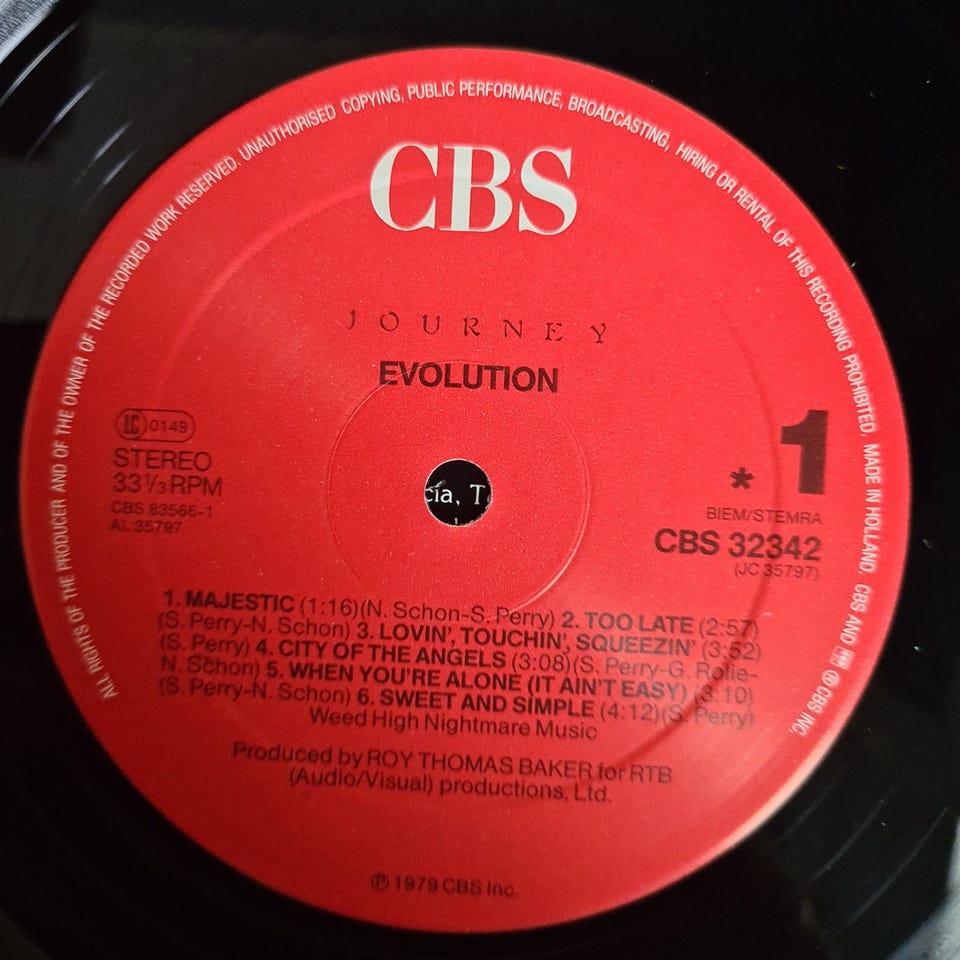 ALL RIGHTS OF THE PRODUCER AND OF THE OWNER OF THE RECORDED WORK RESERVED. UNAUTHORISED COPYING, PUBLIC PERFORMANCE, BROADCASTING, HIRING OR RENTAL OF THIS RECORDING PROHIBITED. MADE IN HOLLAND. CBS AND ® CBS INC.
CBS
JOURNEY
EVOLUTION
LC 0149
STEREO
33 1/3 RPM
CBS 83566-1
AL 35797
* 1
BIEM/STEMRA
CBS 32342
(JC 35797)
cía, T
1. MAJESTIC (1:16)(N. Schon-S. Perry) 2. TOO LATE (2:57)
(S. Perry-N. Schon) 3. LOVIN', TOUCHIN', SQUEEZIN' (3:52)
(S. Perry) 4. CITY OF THE ANGELS (3:08)(S. Perry-G. Rolie-
N. Schon) 5. WHEN YOU'RE ALONE (IT AIN'T EASY) (3:10)
(S. Perry-N. Schon) 6. SWEET AND SIMPLE (4:12)(S. Perry)
Weed High Nightmare Music
Produced by ROY THOMAS BAKER for RTB
(Audio/Visual) productions, Ltd.
℗ 1979 CBS Inc.